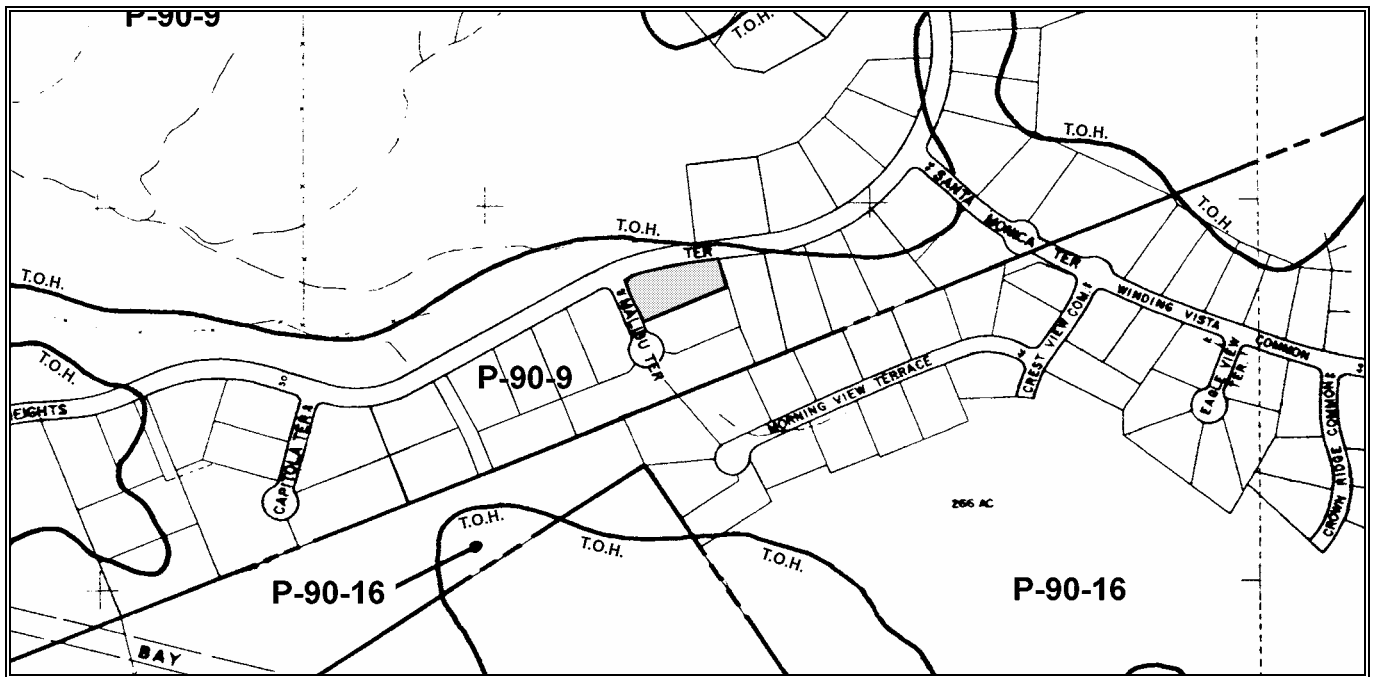 P-90-9
T.O.H.
T.O.H.
SANTA MONICA TER
T.O.H.
T.O.H.
TER
T.O.H.
MALIBU TER
WINDING VISTA COMMON
CREST VIEW COM.
EAGLE VIEW TER.
T.O.H.
P-90-9
MORNING VIEW TERRACE
30
EIGHTS
CAPITOLA TER.
CROWN RIDGE COMMON
266 AC
T.O.H.
T.O.H.
T.O.H.
P-90-16
P-90-16
BAY